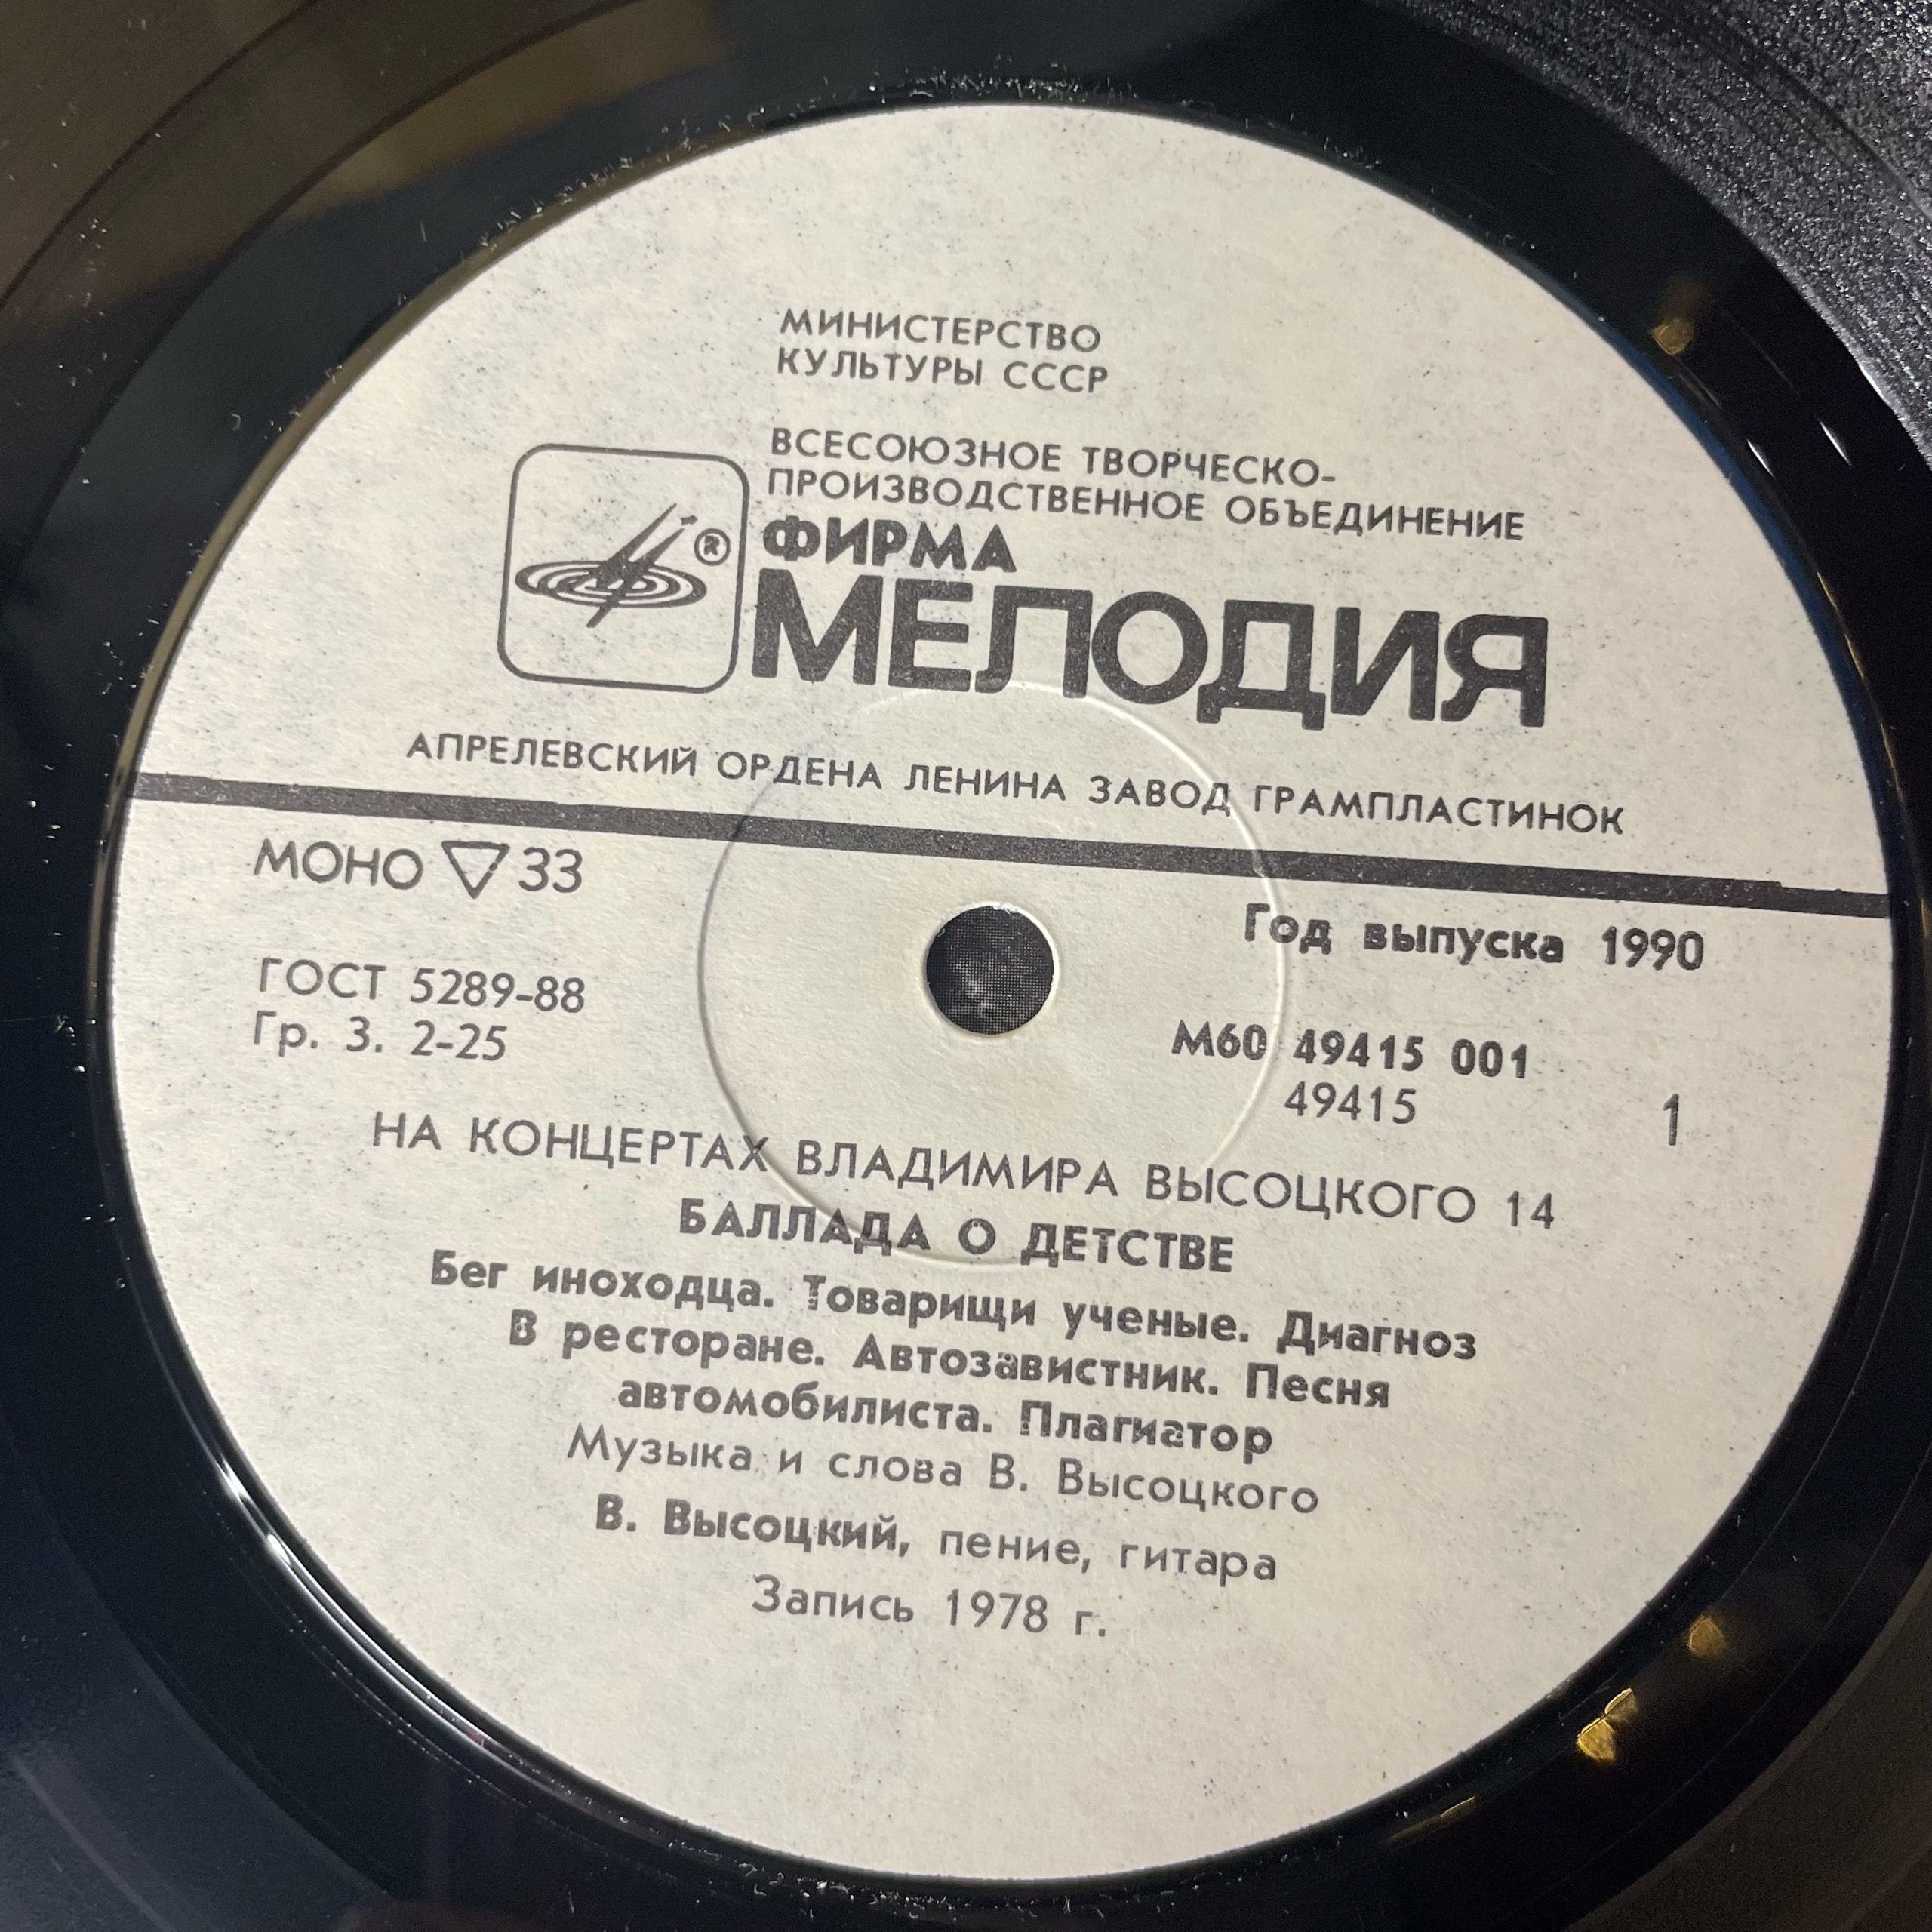 МИНИСТЕРСТВО
КУЛЬТУРЫ СССР
ВСЕСОЮЗНОЕ ТВОРЧЕСКО-
ПРОИЗВОДСТВЕННОЕ ОБЪЕДИНЕНИЕ
® ФИРМА
МЕЛОДИЯ
АПРЕЛЕВСКИЙ ОРДЕНА ЛЕНИНА ЗАВОД ГРАМПЛАСТИНОК
МОНО ▽ 33
Год выпуска 1990
ГОСТ 5289-88
Гр. 3. 2-25
М60 49415 001
49415
1
НА КОНЦЕРТАХ ВЛАДИМИРА ВЫСОЦКОГО 14
БАЛЛАДА О ДЕТСТВЕ
Бег иноходца. Товарищи ученые. Диагноз
В ресторане. Автозавистник. Песня
автомобилиста. Плагиатор
Музыка и слова В. Высоцкого
В. Высоцкий, пение, гитара
Запись 1978 г.